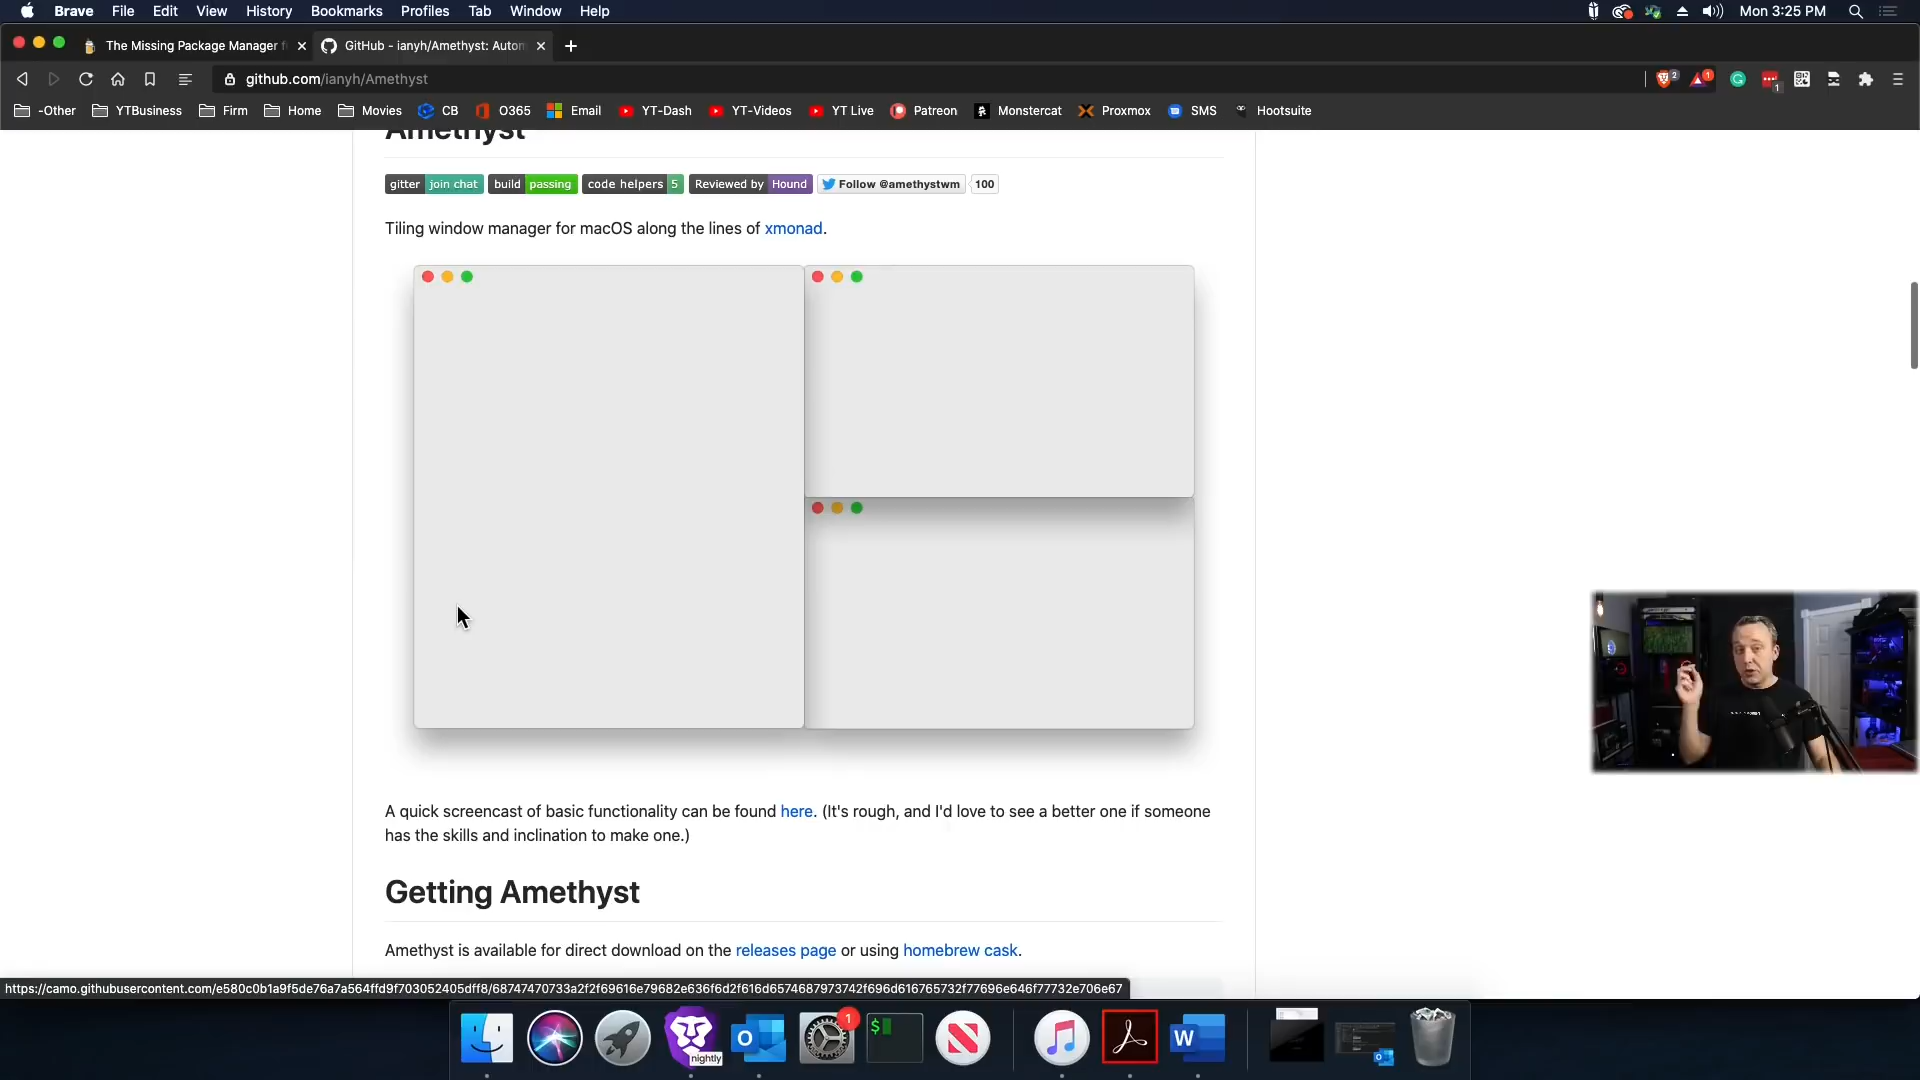 Brave File Edit View History Bookmarks Profiles Tab Window Help
Mon 3:25 PM
The Missing Package Manager f
GitHub - ianyh/Amethyst: Autom
github.com/ianyh/Amethyst
2
1
1
-Other YTBusiness Firm Home Movies CB O365 Email YT-Dash YT-Videos YT Live Patreon Monstercat Proxmox SMS Hootsuite
Amethyst
gitter join chat build passing code helpers 5 Reviewed by Hound Follow @amethystwm 100
Tiling window manager for macOS along the lines of xmonad.
A quick screencast of basic functionality can be found here. (It's rough, and I'd love to see a better one if someone
has the skills and inclination to make one.)
Getting Amethyst
Amethyst is available for direct download on the releases page or using homebrew cask.
https://camo.githubusercontent.com/e580c0b1a9f5de76a7a564ffd9f703052405dff8/68747470733a2f2f69616e79682e636f6d2f616d6574687973742f696d616765732f77696e646f77732e706e67
nightly
1
$
W